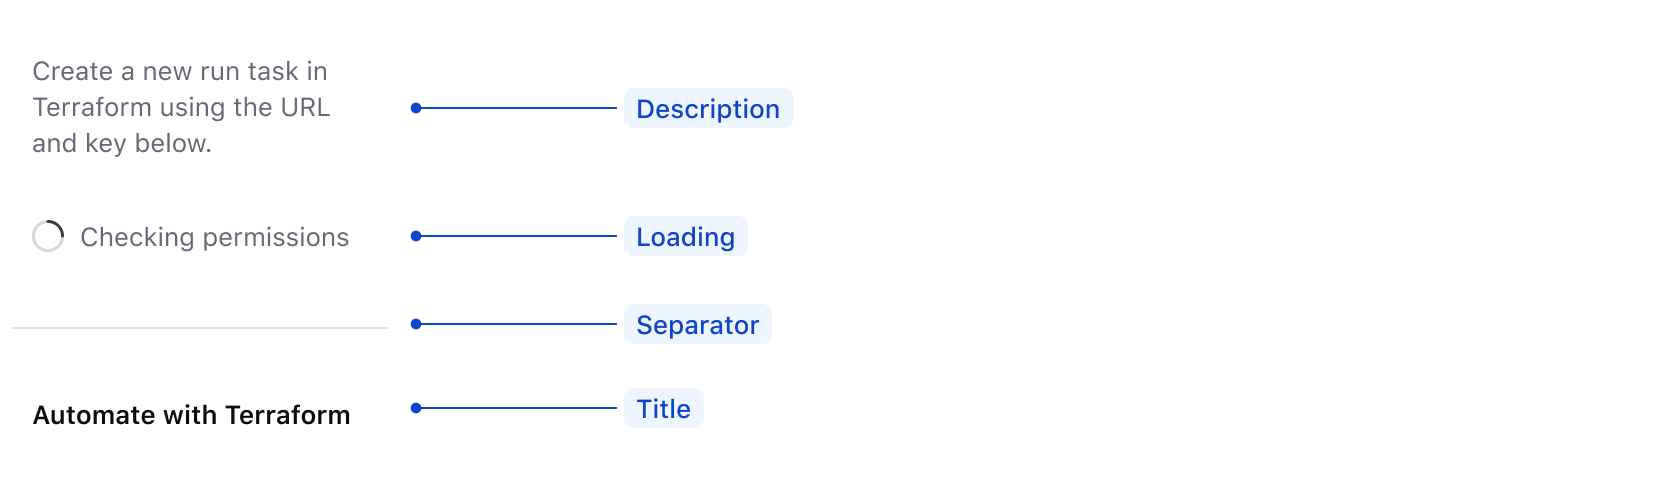 Create a new run task in
Terraform using the URL
and key below.
Description
Checking permissions
Loading
Separator
Automate with Terraform
Title